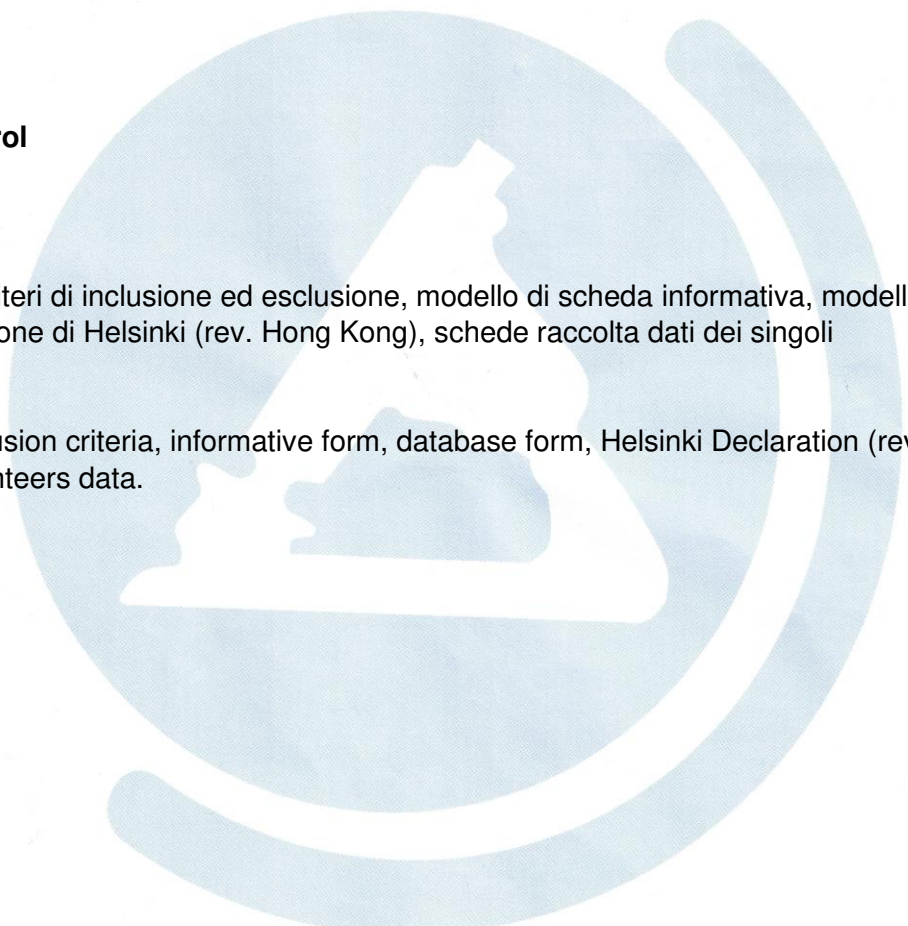 rol
teri di inclusione ed esclusione, modello di scheda informativa, modell
one di Helsinki (rev. Hong Kong), schede raccolta dati dei singoli
usion criteria, informative form, database form, Helsinki Declaration (rev
nteers data.